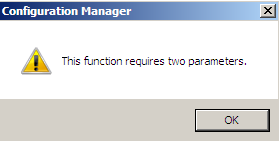 Configuration Manager
This function requires two parameters.
OK